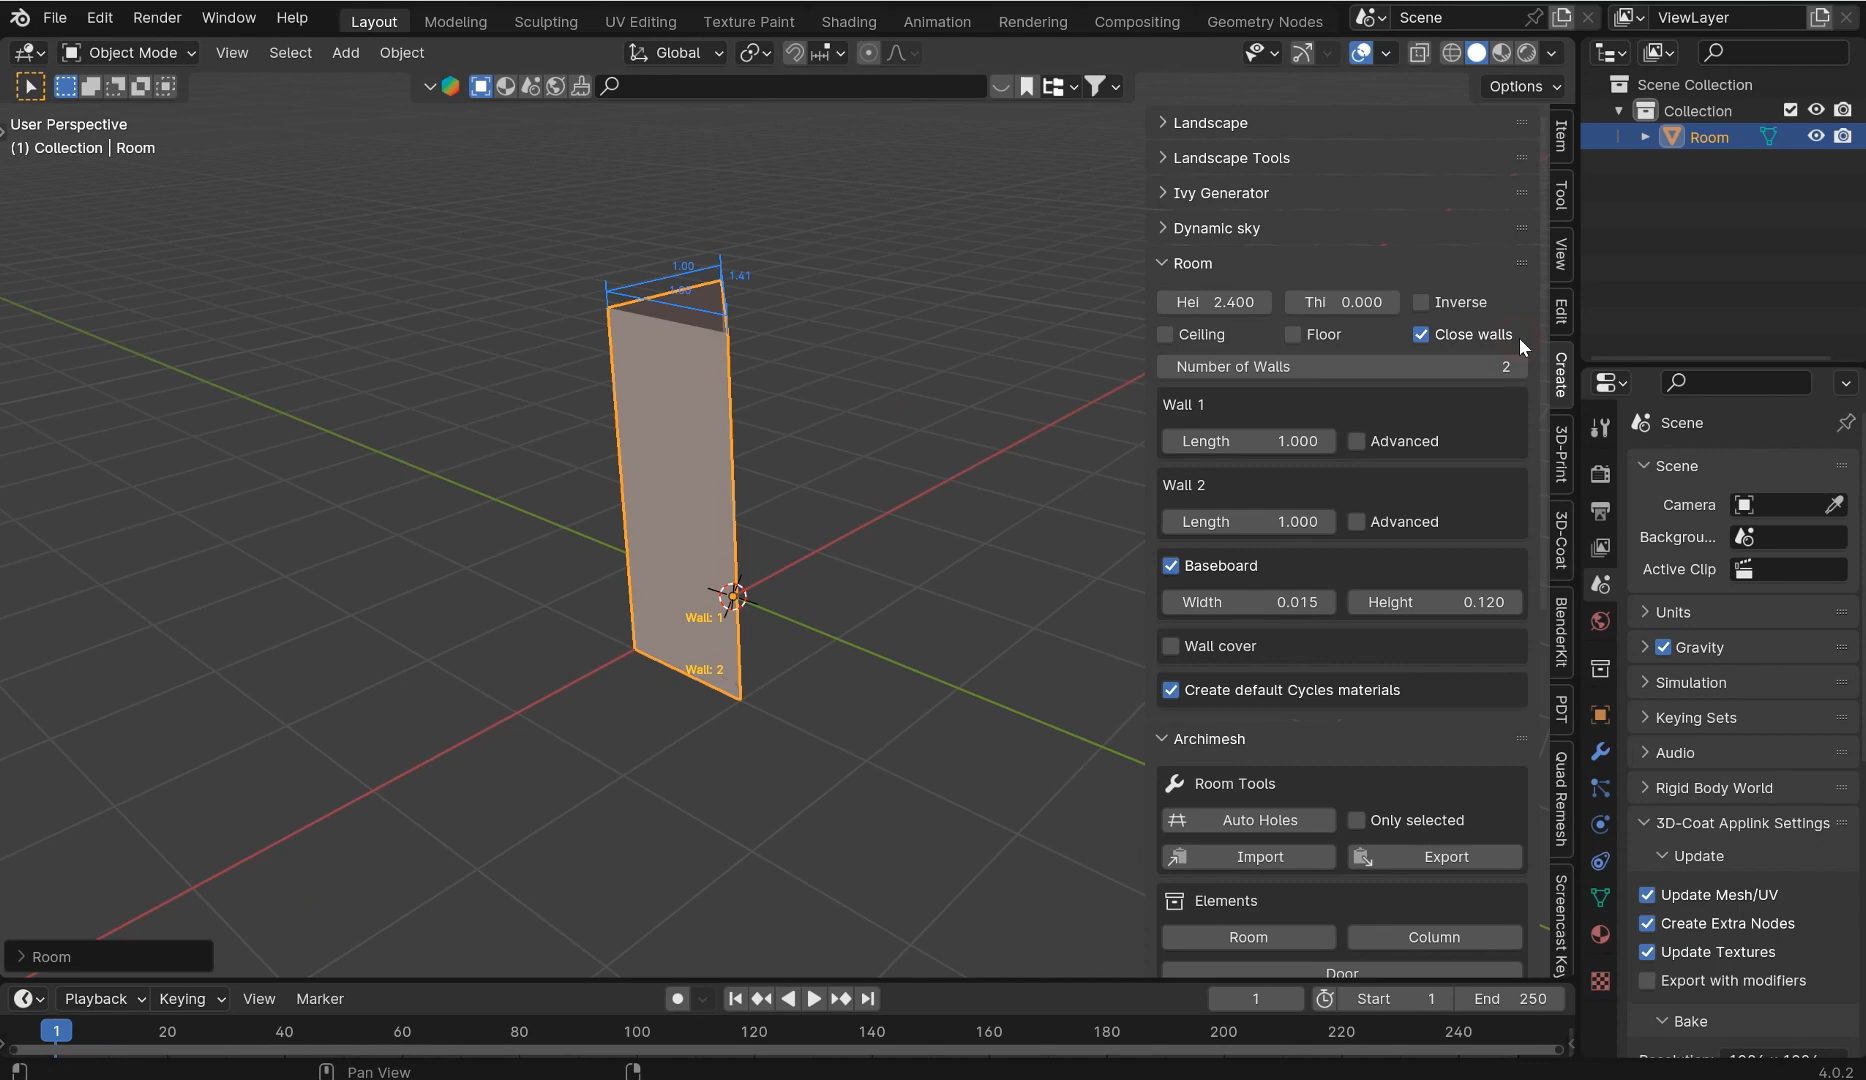 File Edit Render Window Help Layout Modeling Sculpting UV Editing Texture Paint Shading Animation Rendering Compositing Geometry Nodes Scene ViewLayer
Object Mode View Select Add Object Global
Options
User Perspective
(1) Collection | Room
1.00
1.41
Wall: 1
Wall: 2
Room
Landscape
Landscape Tools
Ivy Generator
Dynamic sky
Room
Hei 2.400 Thi 0.000 Inverse
Ceiling Floor Close walls
Number of Walls 2
Wall 1
Length 1.000 Advanced
Wall 2
Length 1.000 Advanced
Baseboard
Width 0.015 Height 0.120
Wall cover
Create default Cycles materials
Archimesh
Room Tools
Auto Holes Only selected
Import Export
Elements
Room Column
Door
Item
Tool
View
Edit
Create
3D-Print
3D-Coat
BlenderKit
PDT
Quad Remesh
Screencast Key
Scene Collection
Collection
Room
Scene
Scene
Camera
Backgrou...
Active Clip
Units
Gravity
Simulation
Keying Sets
Audio
Rigid Body World
3D-Coat Applink Settings
Update
Update Mesh/UV
Create Extra Nodes
Update Textures
Export with modifiers
Bake
Playback Keying View Marker 1 Start 1 End 250
1 20 40 60 80 100 120 140 160 180 200 220 240
Pan View 4.0.2